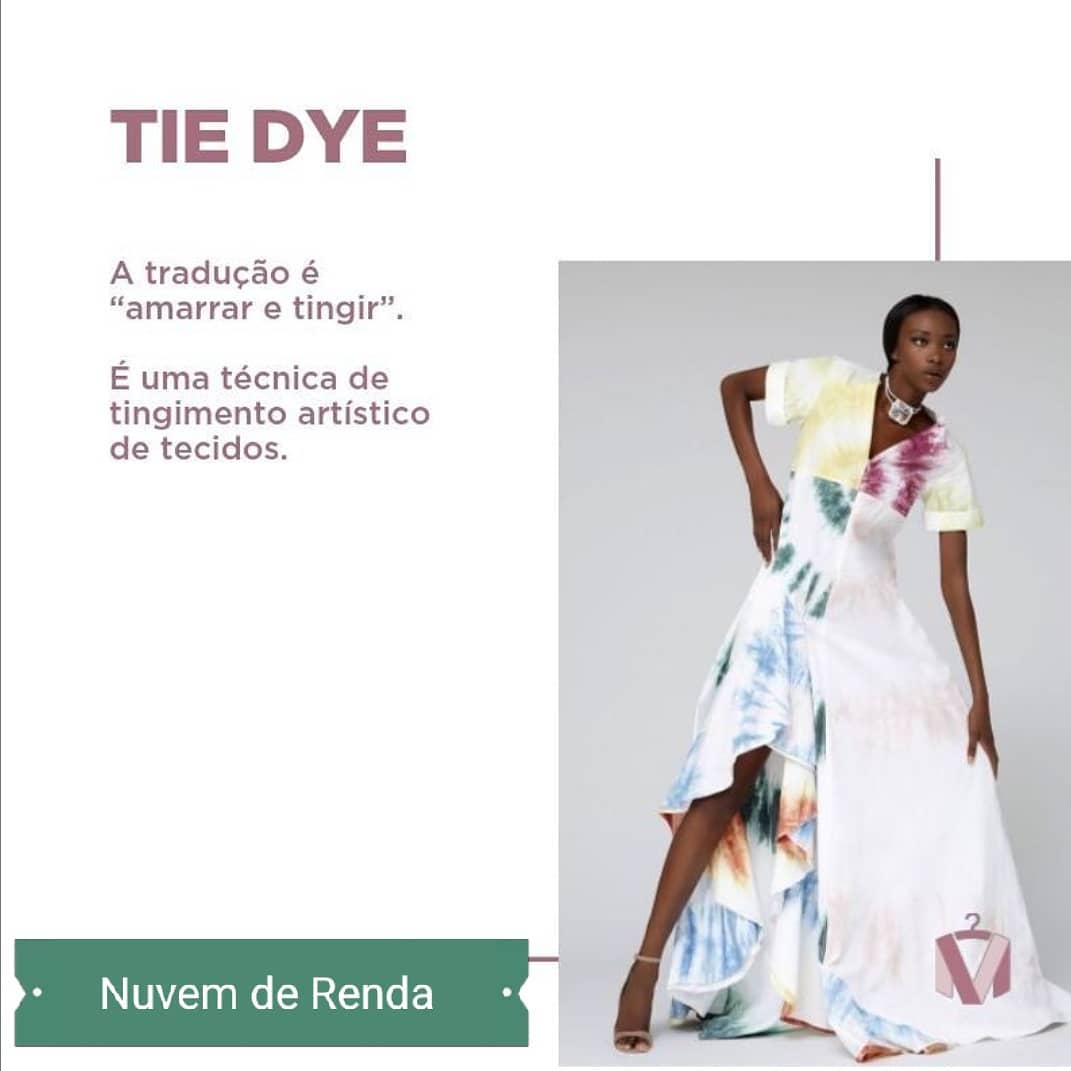 TIE DYE
A tradução é
“amarrar e tingir”.
É uma técnica de
tingimento artístico
de tecidos.
Nuvem de Renda